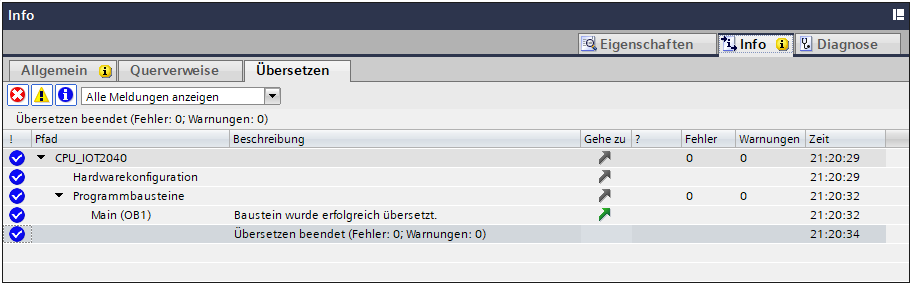 Info
Eigenschaften Info Diagnose
Allgemein Querverweise Übersetzen
Alle Meldungen anzeigen
Übersetzen beendet (Fehler: 0; Warnungen: 0)
! Pfad Beschreibung Gehe zu ? Fehler Warnungen Zeit
CPU_IOT2040 0 0 21:20:29
Hardwarekonfiguration 21:20:29
Programmbausteine 0 0 21:20:32
Main (OB1) Baustein wurde erfolgreich übersetzt. 21:20:32
Übersetzen beendet (Fehler: 0; Warnungen: 0) 21:20:34